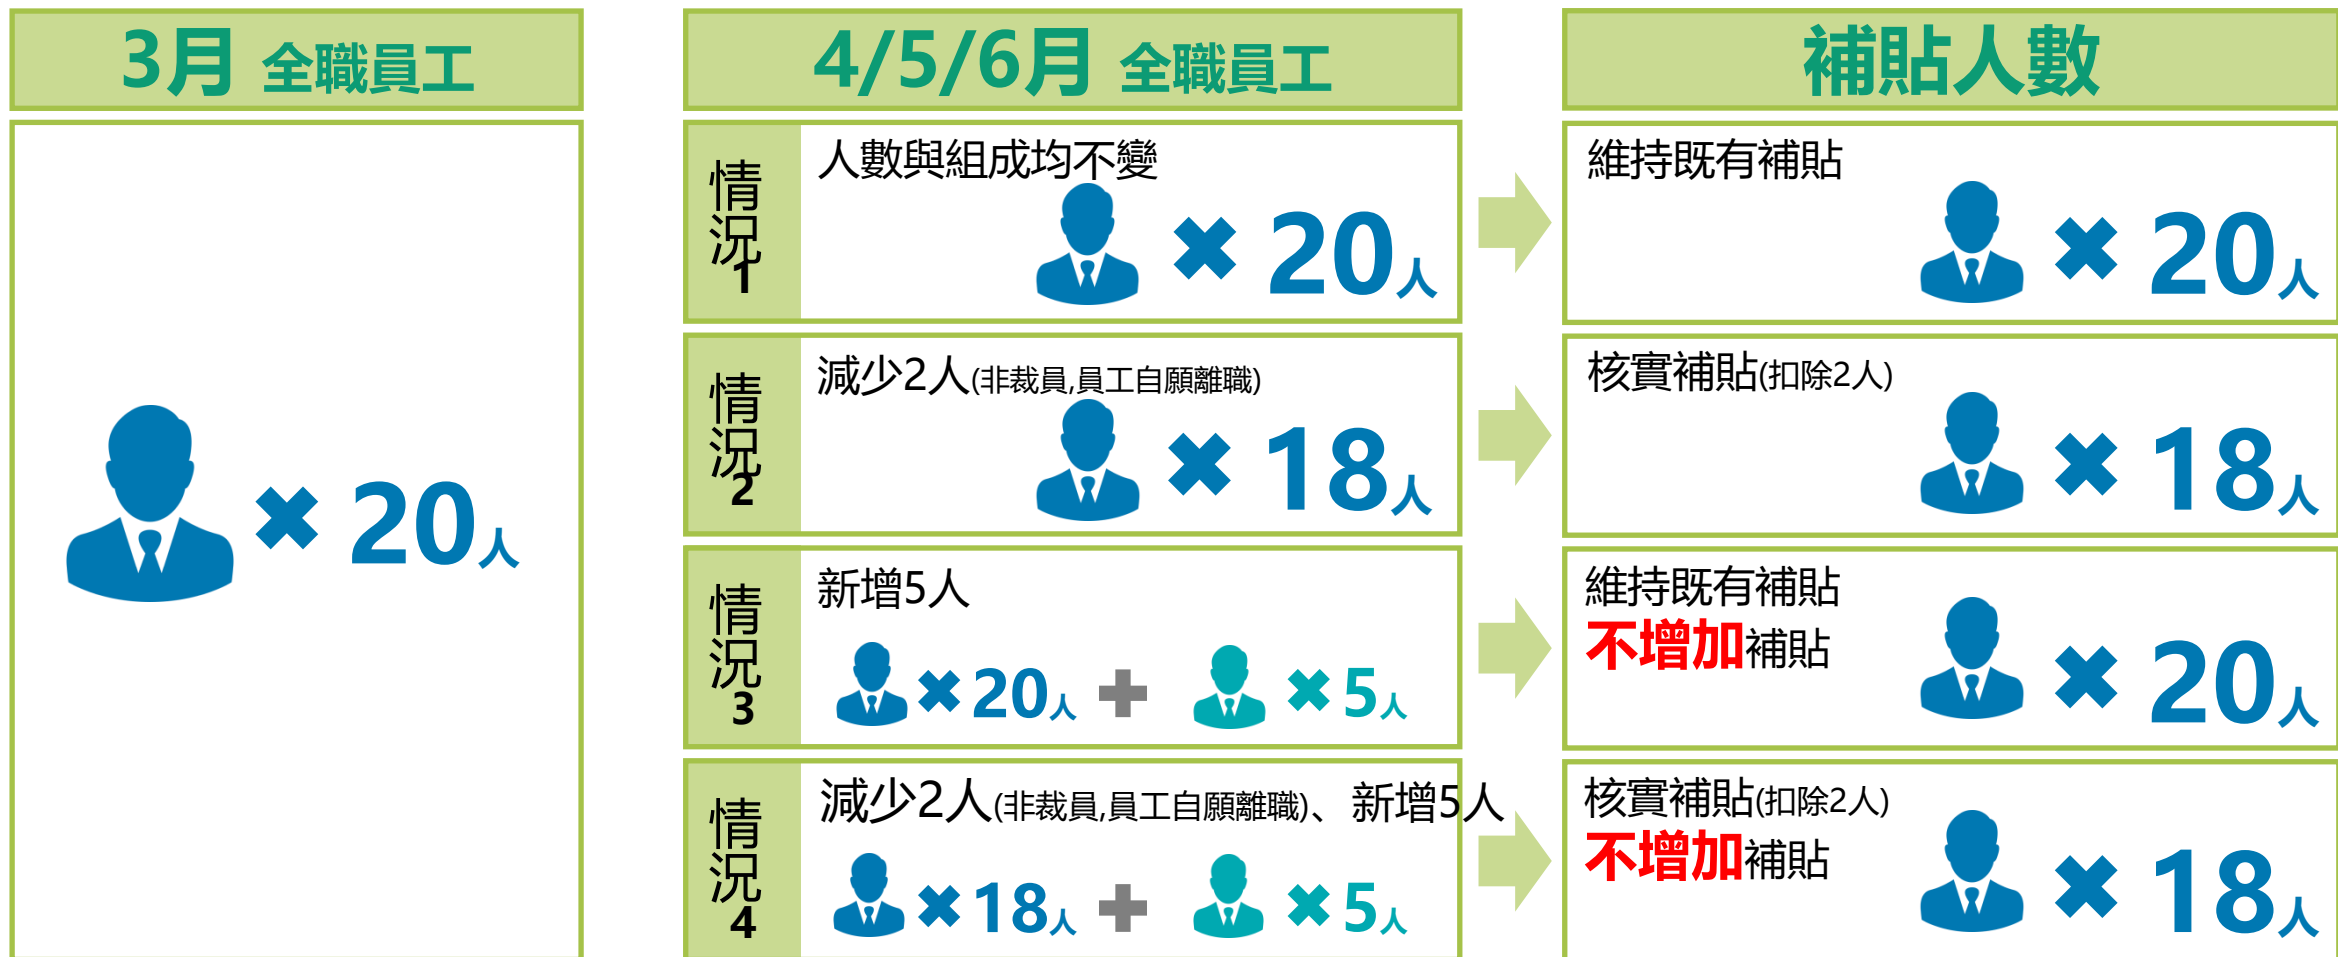 3月 全職員工
4/5/6月 全職員工
補貼人數
✖ 20人
情況1
人數與組成均不變
✖ 20人
維持既有補貼
✖ 20人
情況2
減少2人(非裁員,員工自願離職)
✖ 18人
核實補貼(扣除2人)
✖ 18人
情況3
新增5人
✖ 20人 ✚ ✖ 5人
維持既有補貼
不增加補貼
✖ 20人
情況4
減少2人(非裁員,員工自願離職)、新增5人
✖ 18人 ✚ ✖ 5人
核實補貼(扣除2人)
不增加補貼
✖ 18人